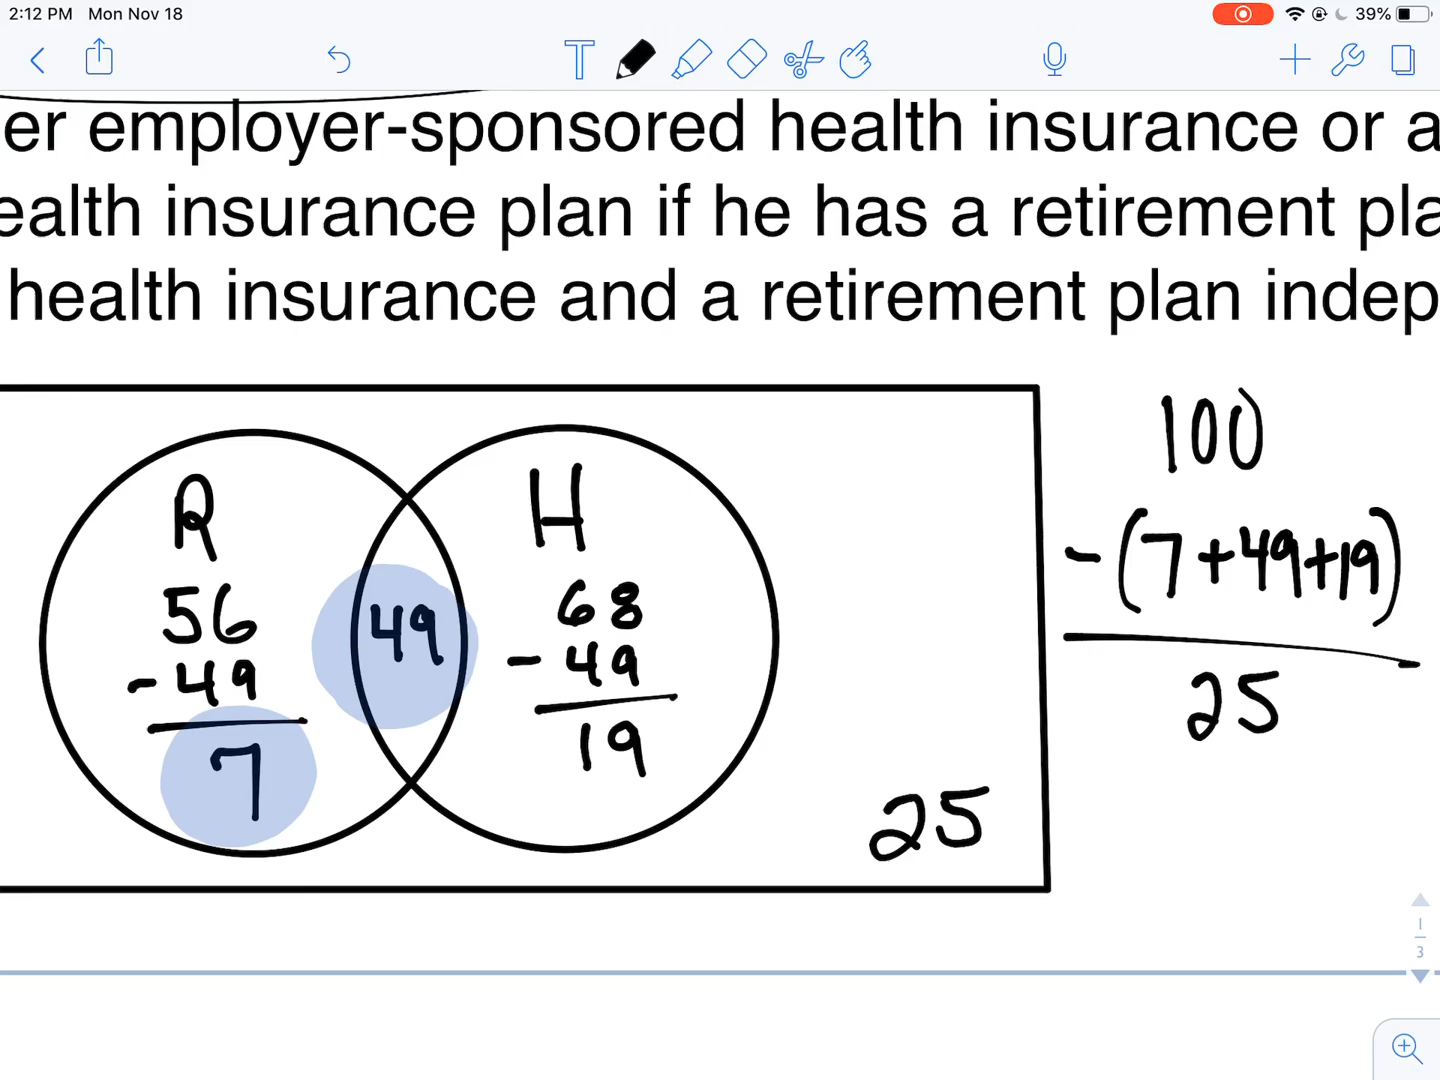 2:12 PM Mon Nov 18
39%
T
er employer-sponsored health insurance or a
ealth insurance plan if he has a retirement pla
health insurance and a retirement plan indep
R
56
- 49
7
49
H
68
- 49
19
25
100
- (7+49+19)
25
1
3